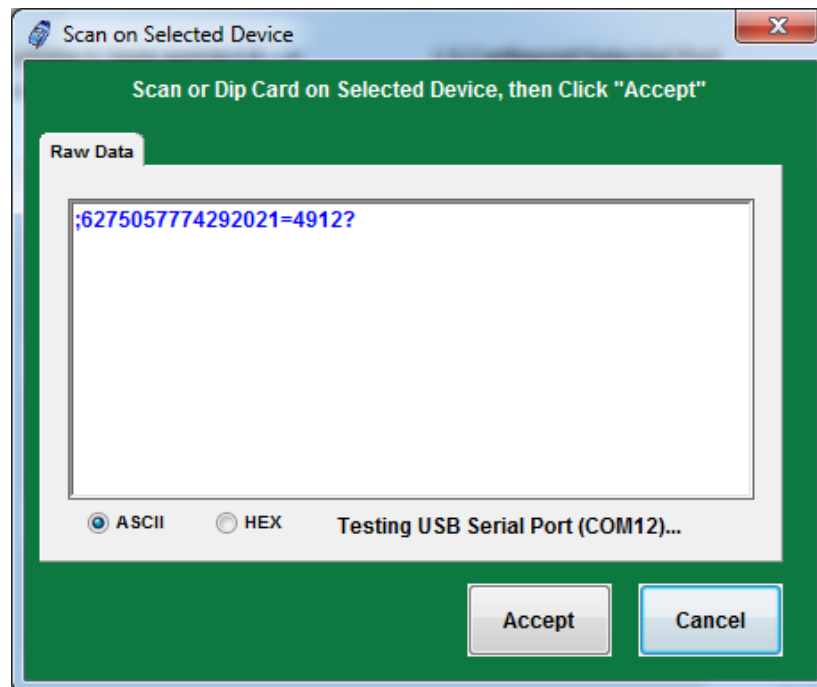 Scan on Selected Device
Scan or Dip Card on Selected Device, then Click "Accept"
Raw Data
;6275057774292021=4912?
ASCII HEX Testing USB Serial Port (COM12)...
Accept Cancel